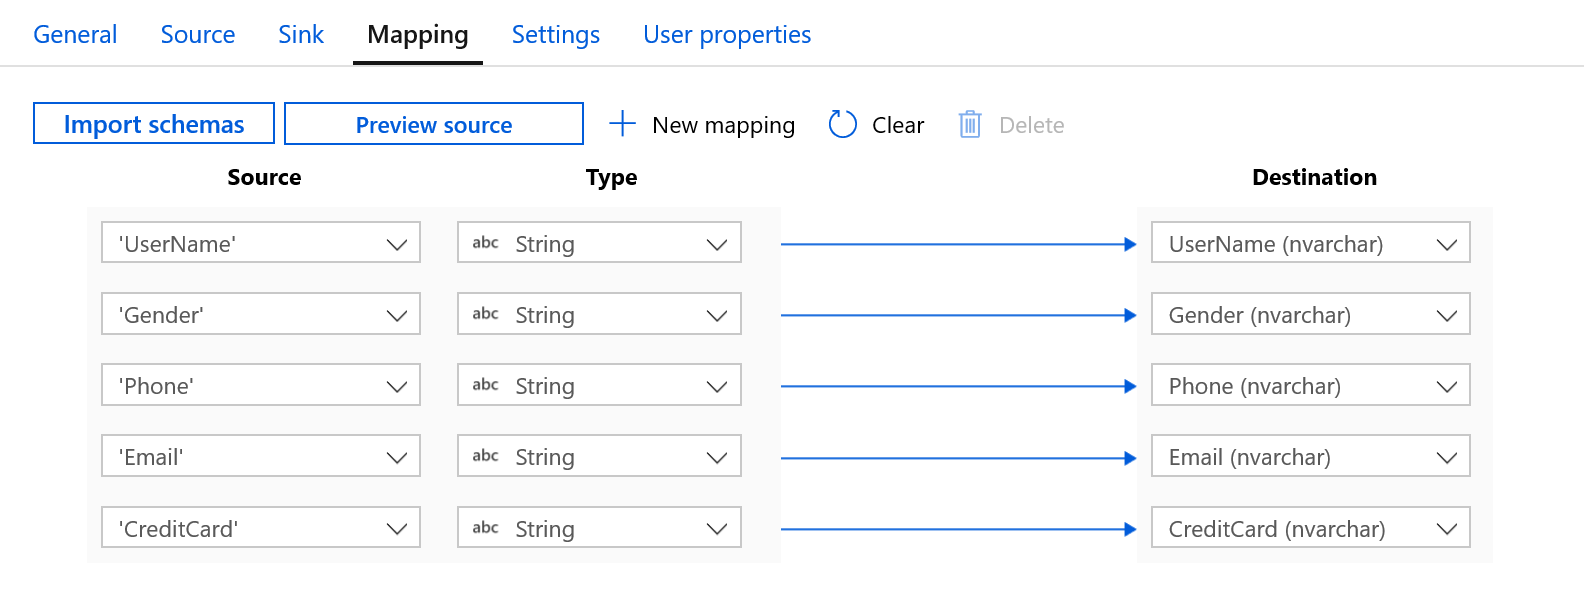 General Source Sink Mapping Settings User properties
Import schemas Preview source New mapping Clear Delete
Source Type Destination
'UserName' abc String UserName (nvarchar)
'Gender' abc String Gender (nvarchar)
'Phone' abc String Phone (nvarchar)
'Email' abc String Email (nvarchar)
'CreditCard' abc String CreditCard (nvarchar)